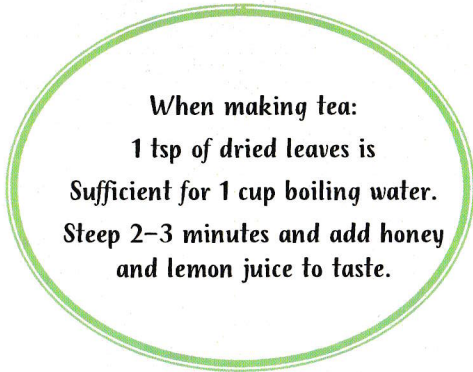 When making tea:
1 tsp of dried leaves is
Sufficient for 1 cup boiling water.
Steep 2–3 minutes and add honey
and lemon juice to taste.